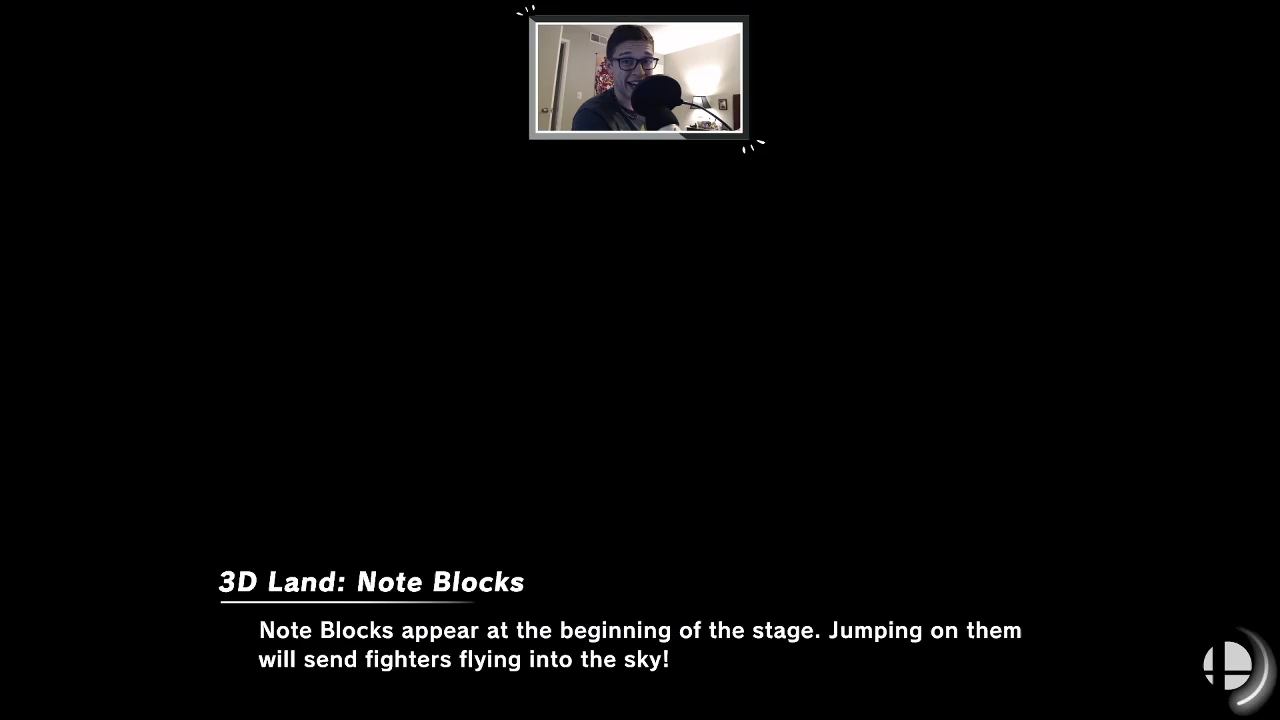 3D Land: Note Blocks
Note Blocks appear at the beginning of the stage. Jumping on them
will send fighters flying into the sky!